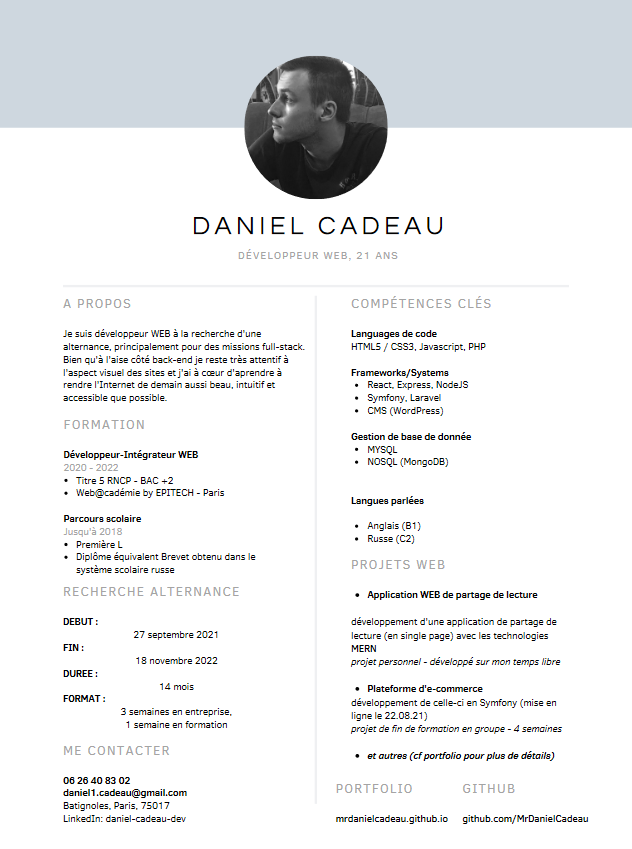 DANIEL CADEAU
DÉVELOPPEUR WEB, 21 ANS
A PROPOS
Je suis développeur WEB à la recherche d'une
alternance, principalement pour des missions full-stack.
Bien qu'à l'aise côté back-end je reste très attentif à
l'aspect visuel des sites et j'ai à cœur d'aprendre à
rendre l'Internet de demain aussi beau, intuitif et
accessible que possible.
FORMATION
Développeur-Intégrateur WEB
2020 - 2022
• Titre 5 RNCP - BAC +2
• Web@cadémie by EPITECH - Paris
Parcours scolaire
Jusqu'à 2018
• Première L
• Diplôme équivalent Brevet obtenu dans le
système scolaire russe
RECHERCHE ALTERNANCE
DEBUT :
27 septembre 2021
FIN :
18 novembre 2022
DUREE :
14 mois
FORMAT :
3 semaines en entreprise,
1 semaine en formation
ME CONTACTER
06 26 40 83 02
daniel1.cadeau@gmail.com
Batignoles, Paris, 75017
LinkedIn: daniel-cadeau-dev
COMPÉTENCES CLÉS
Languages de code
HTML5 / CSS3, Javascript, PHP
Frameworks/Systems
• React, Express, NodeJS
• Symfony, Laravel
• CMS (WordPress)
Gestion de base de donnée
• MYSQL
• NOSQL (MongoDB)
Langues parlées
• Anglais (B1)
• Russe (C2)
PROJETS WEB
• Application WEB de partage de lecture
développement d'une application de partage de
lecture (en single page) avec les technologies
MERN
projet personnel - développé sur mon temps libre
• Plateforme d'e-commerce
développement de celle-ci en Symfony (mise en
ligne le 22.08.21)
projet de fin de formation en groupe - 4 semaines
• et autres (cf portfolio pour plus de détails)
PORTFOLIO
mrdanielcadeau.github.io
GITHUB
github.com/MrDanielCadeau